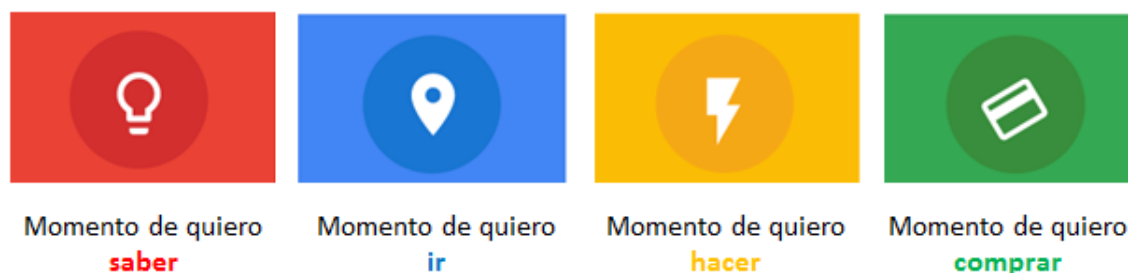 Momento de quiero
saber
Momento de quiero
ir
Momento de quiero
hacer
Momento de quiero
comprar